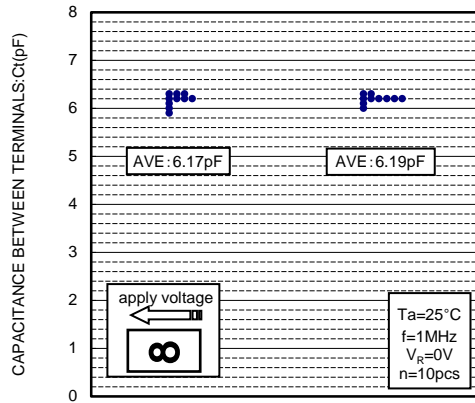 CAPACITANCE BETWEEN TERMINALS:Ct(pF)
8
7
6
5
4
3
2
1
0
AVE:6.17pF
AVE:6.19pF
apply voltage
8
Ta=25°C
f=1MHz
VR=0V
n=10pcs